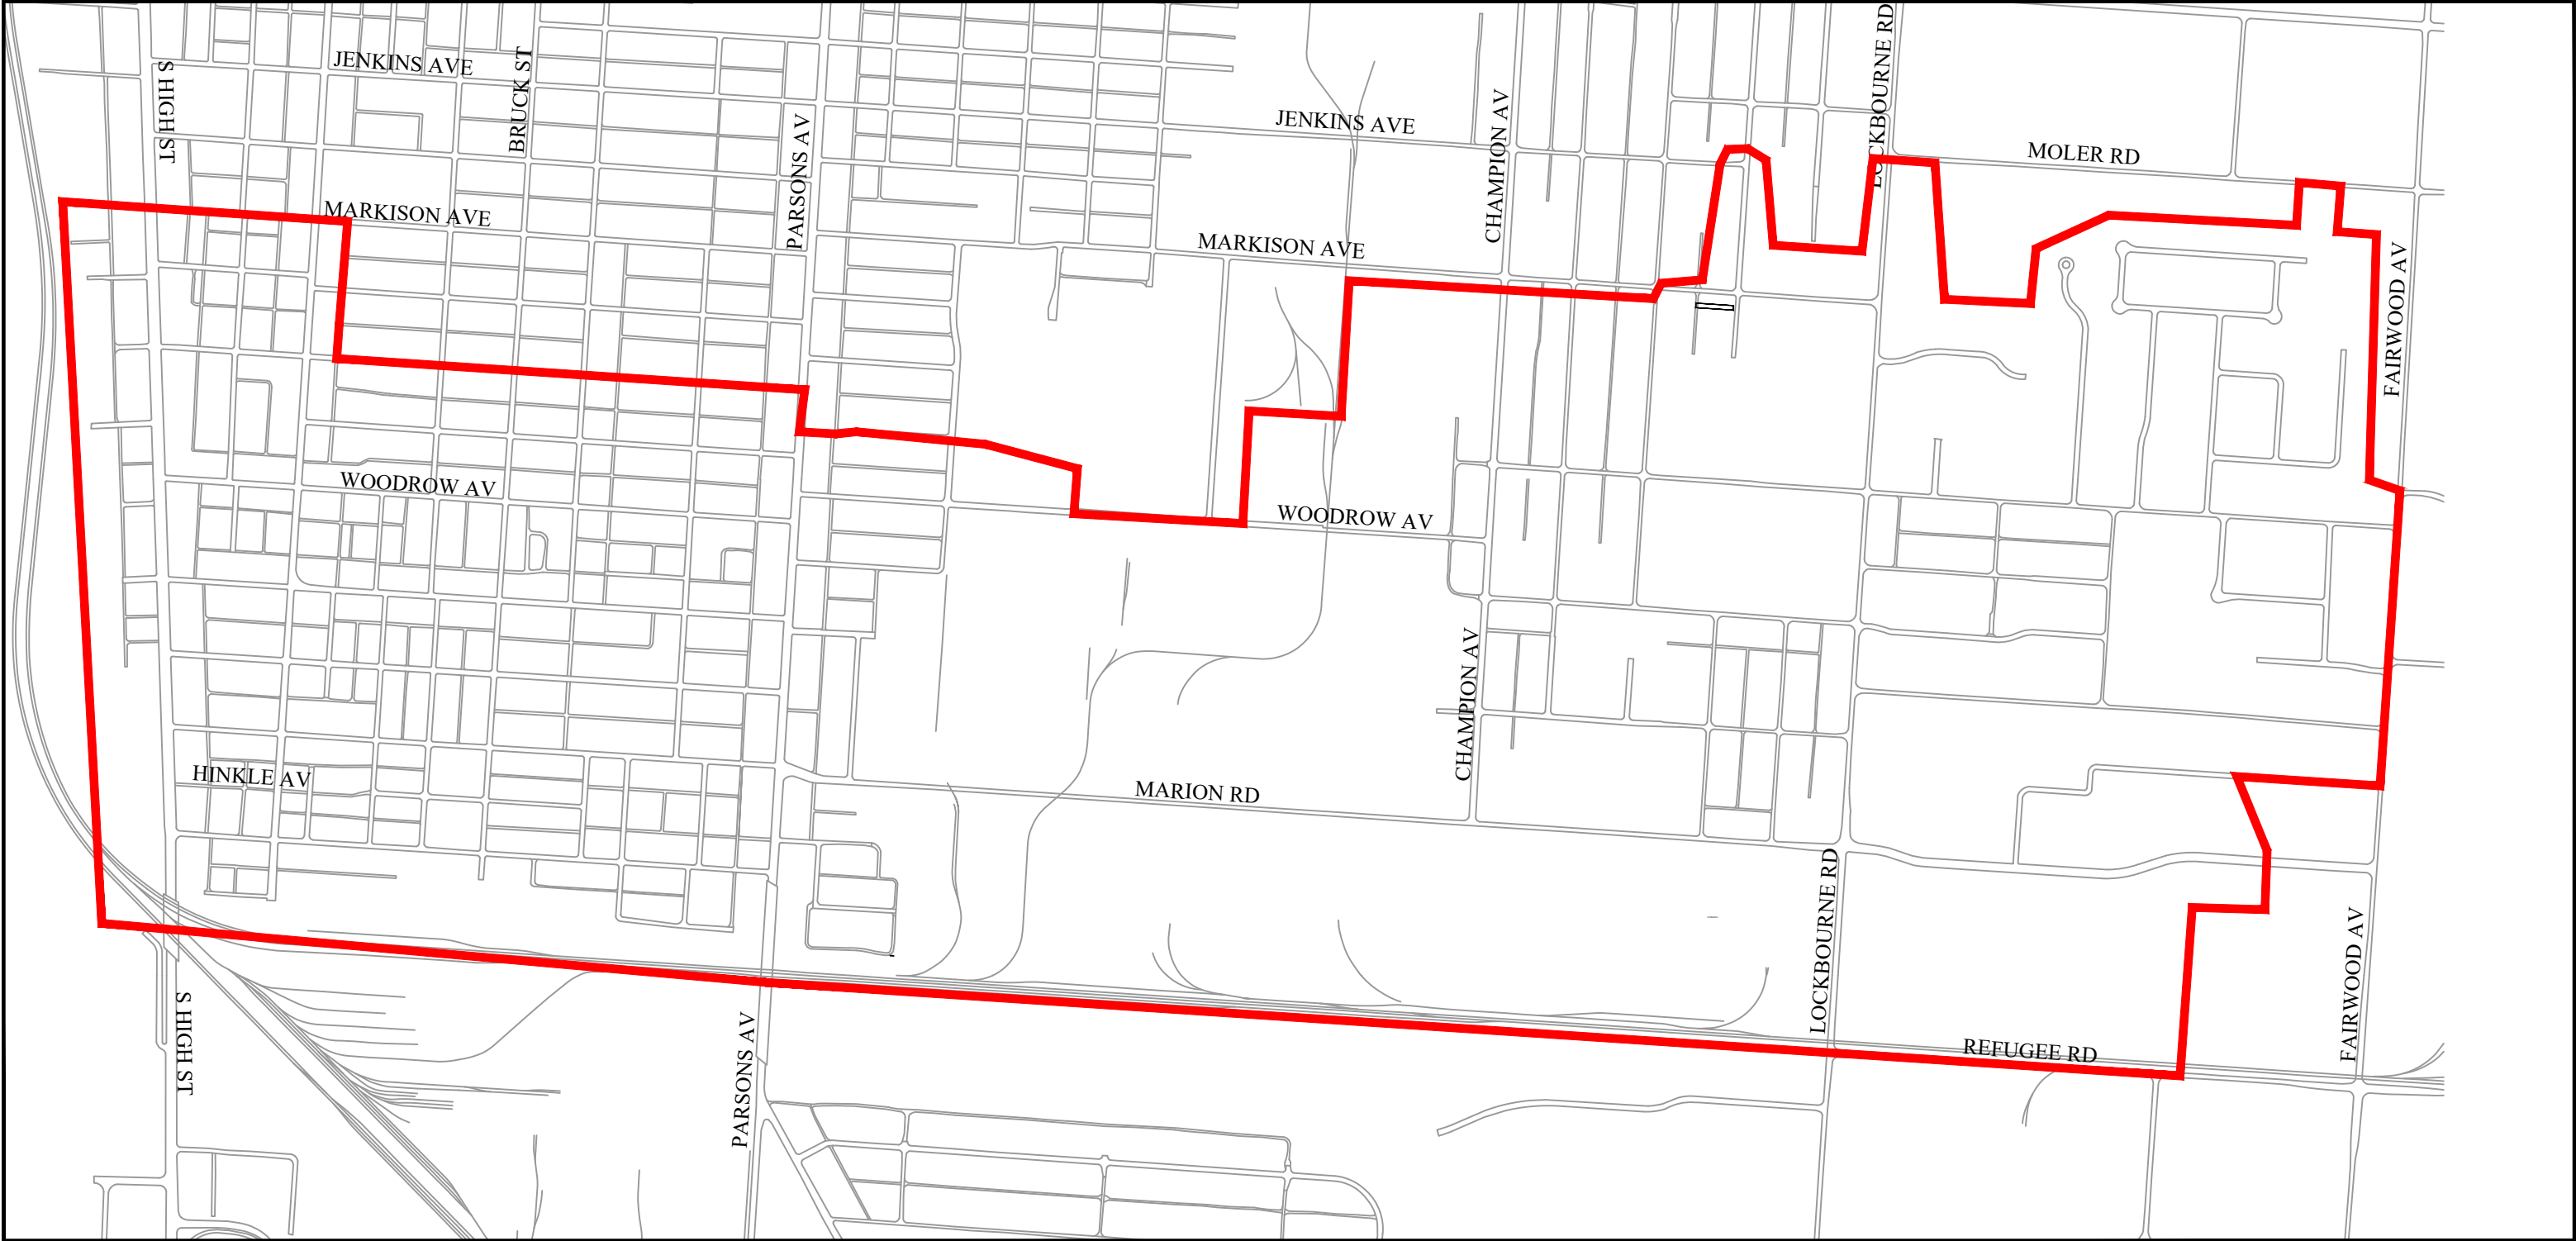 JENKINS AVE
S HIGH ST
BRUCK ST
PARSONS AV
JENKINS AVE
CHAMPION AV
LOCKBOURNE RD
MOLER RD
MARKISON AVE
MARKISON AVE
FAIRWOOD AV
WOODROW AV
WOODROW AV
HINKLE AV
MARION RD
CHAMPION AV
LOCKBOURNE RD
FAIRWOOD AV
S HIGH ST
PARSONS AV
REFUGEE RD